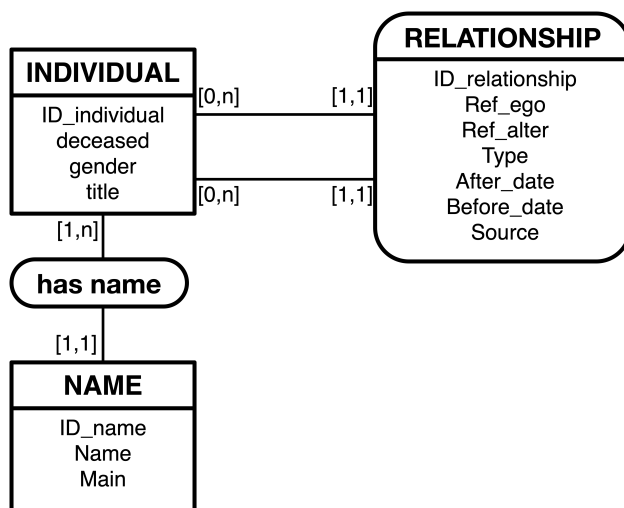 RELATIONSHIP
ID_relationship
Ref_ego
Ref_alter
Type
After_date
Before_date
Source
INDIVIDUAL
ID_individual
deceased
gender
title
[0,n]
[1,1]
[0,n]
[1,1]
[1,n]
has name
[1,1]
NAME
ID_name
Name
Main